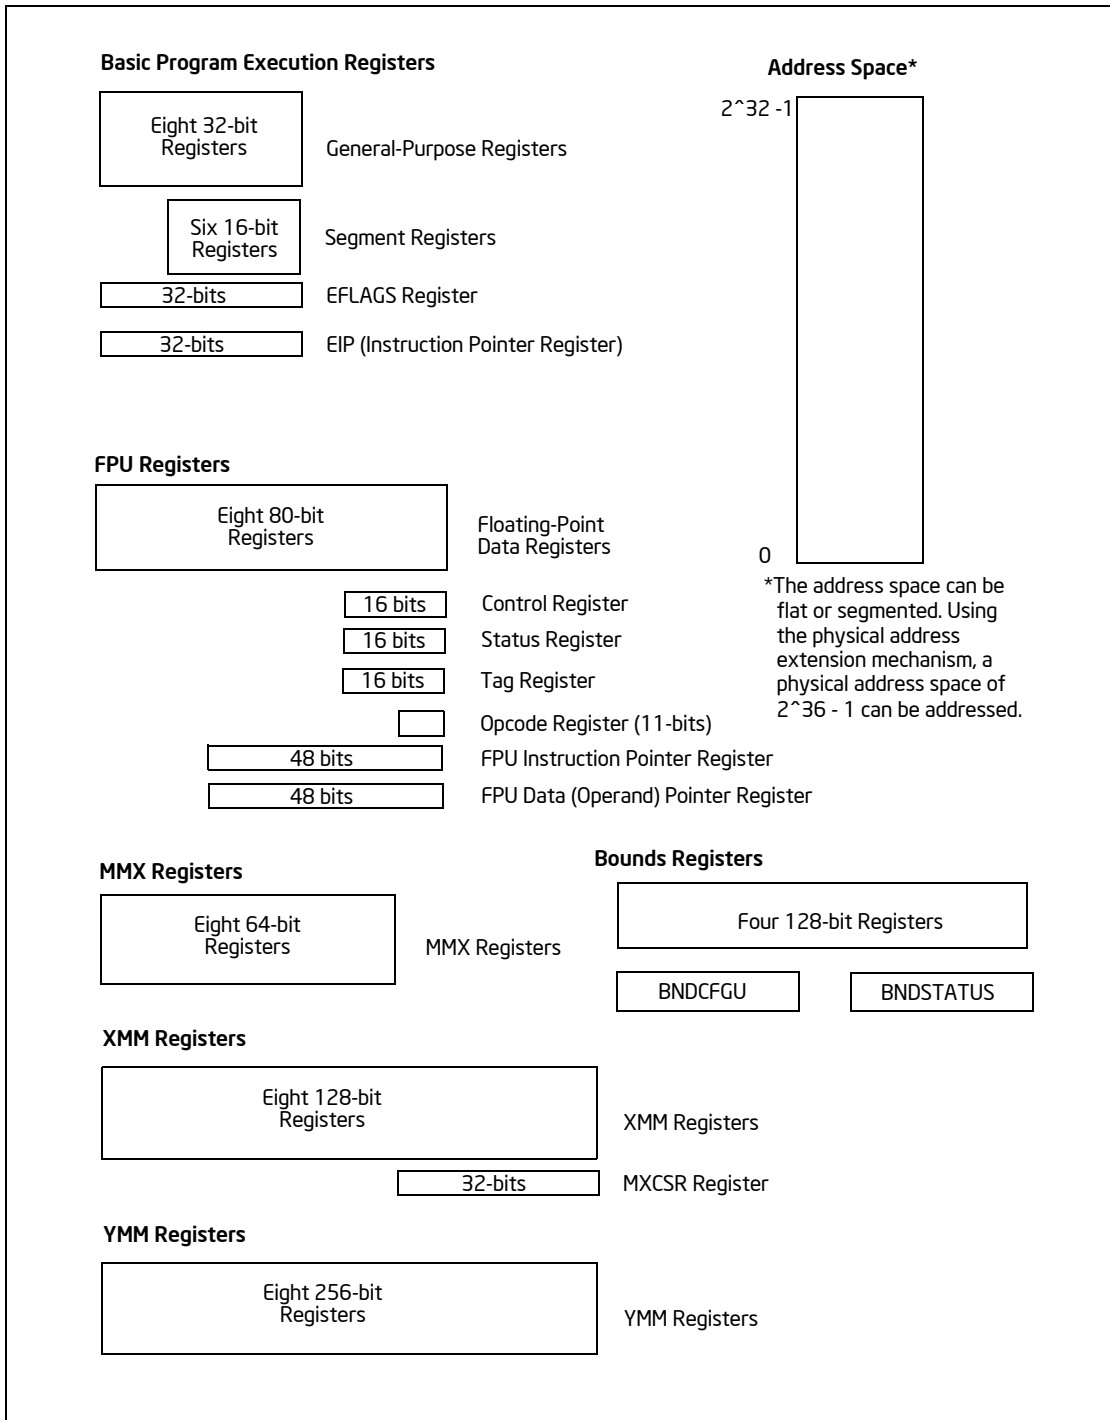 Basic Program Execution Registers
Eight 32-bit
Registers
General-Purpose Registers
Six 16-bit
Registers
Segment Registers
32-bits
EFLAGS Register
32-bits
EIP (Instruction Pointer Register)
Address Space*
2^32 -1
0
*The address space can be
flat or segmented. Using
the physical address
extension mechanism, a
physical address space of
2^36 - 1 can be addressed.
FPU Registers
Eight 80-bit
Registers
Floating-Point
Data Registers
16 bits
Control Register
16 bits
Status Register
16 bits
Tag Register
Opcode Register (11-bits)
48 bits
FPU Instruction Pointer Register
48 bits
FPU Data (Operand) Pointer Register
MMX Registers
Eight 64-bit
Registers
MMX Registers
Bounds Registers
Four 128-bit Registers
BNDCFGU
BNDSTATUS
XMM Registers
Eight 128-bit
Registers
XMM Registers
32-bits
MXCSR Register
YMM Registers
Eight 256-bit
Registers
YMM Registers